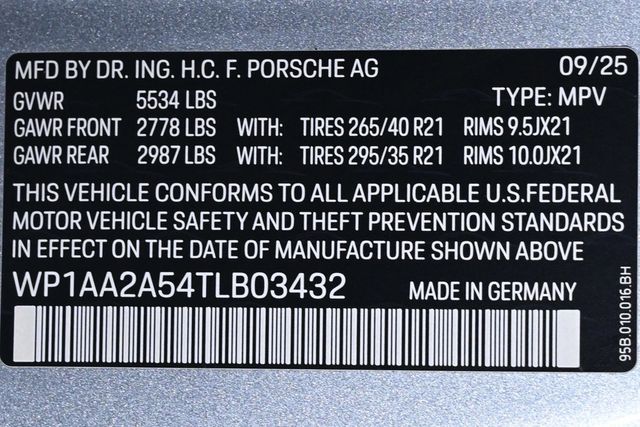 MFD BY DR. ING. H.C. F. PORSCHE AG 09/25
GVWR 5534 LBS TYPE: MPV
GAWR FRONT 2778 LBS WITH: TIRES 265/40 R21 RIMS 9.5JX21
GAWR REAR 2987 LBS WITH: TIRES 295/35 R21 RIMS 10.0JX21
THIS VEHICLE CONFORMS TO ALL APPLICABLE U.S.FEDERAL
MOTOR VEHICLE SAFETY AND THEFT PREVENTION STANDARDS
IN EFFECT ON THE DATE OF MANUFACTURE SHOWN ABOVE
WP1AA2A54TLB03432 MADE IN GERMANY
95B.010.016.BH